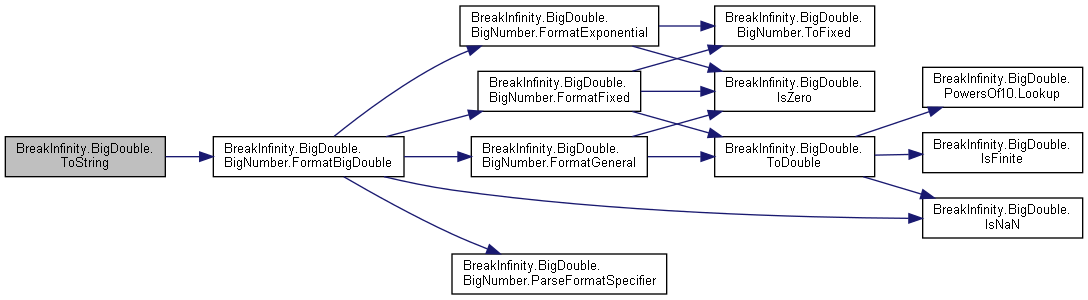 BreakInfinity.BigDouble.
ToString
BreakInfinity.BigDouble.
BigNumber.FormatBigDouble
BreakInfinity.BigDouble.
BigNumber.FormatExponential
BreakInfinity.BigDouble.
BigNumber.FormatFixed
BreakInfinity.BigDouble.
BigNumber.FormatGeneral
BreakInfinity.BigDouble.
BigNumber.ParseFormatSpecifier
BreakInfinity.BigDouble.
BigNumber.ToFixed
BreakInfinity.BigDouble.
IsZero
BreakInfinity.BigDouble.
ToDouble
BreakInfinity.BigDouble.
PowersOf10.Lookup
BreakInfinity.BigDouble.
IsFinite
BreakInfinity.BigDouble.
IsNaN